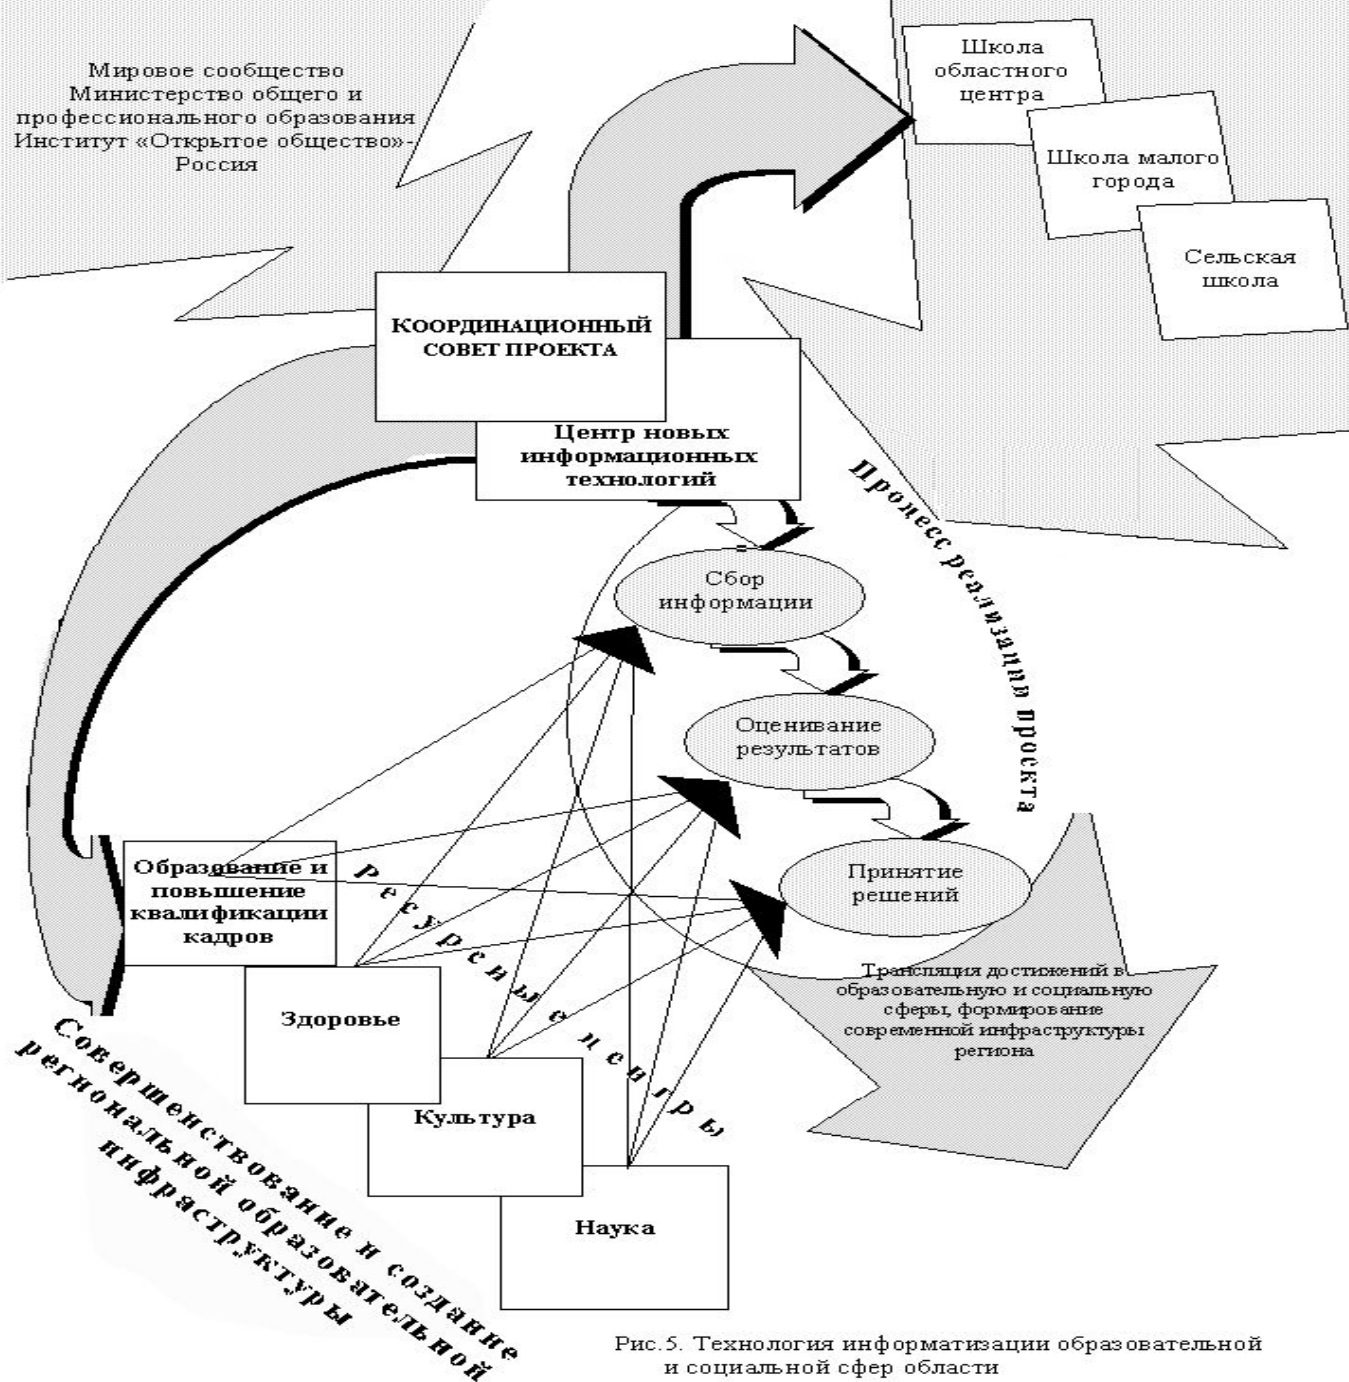 Мировое сообщество
Министерство общего и
профессионального образования
Институт «Открытое общество»-
Россия
Школа
областного
центра
Школа малого
города
Сельская
школа
КООРДИНАЦИОННЫЙ
СОВЕТ ПРОЕКТА
Центр новых
информационных
технологий
Процесс реализации проекта
Сбор
информации
Оценивание
результатов
Принятие
решений
Образование и
повышение
квалификации
кадров
Ресурсные центры
Здоровье
Культура
Наука
Трансляция достижений в
образовательную и социальную
сферы, формирование
современной инфраструктуры
региона
Совершенствование и создание
региональной образовательной
инфраструктуры
Рис.5. Технология информатизации образовательной
и социальной сфер области